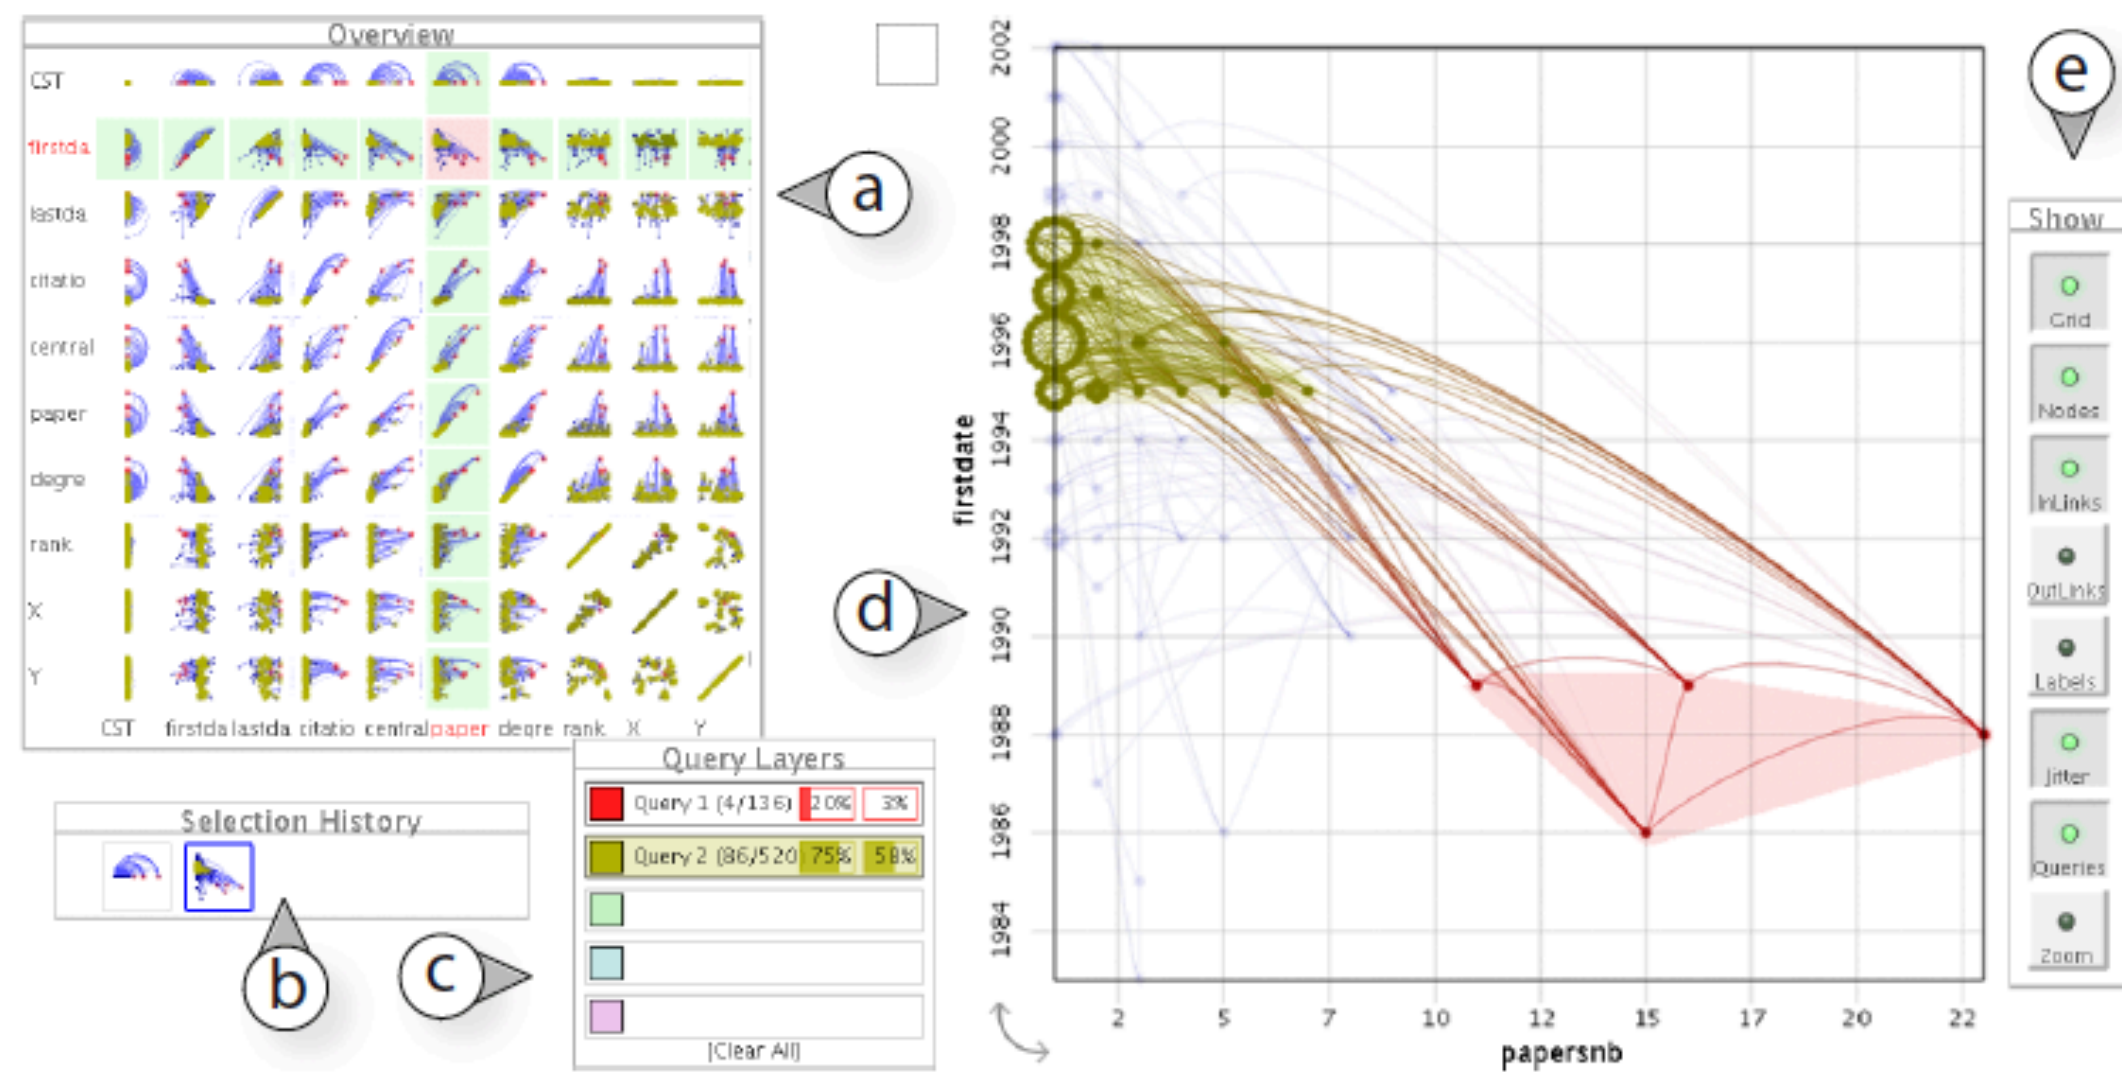 Overview
CST
firstda
lastda
citatio
central
paper
degre
rank
X
Y
CST firstda lastda citatio central paper degre rank X Y
a
Selection History
b
c
Query Layers
Query 1 (4/136) 20% 3%
Query 2 (86/520) 75% 58%
[Clear All]
d
firstdate
2002
2000
1998
1996
1994
1992
1990
1988
1986
1984
2 5 7 10 12 15 17 20 22
papersnb
e
Show
Grid
Nodes
InLinks
OutLinks
Labels
Jitter
Queries
Zoom